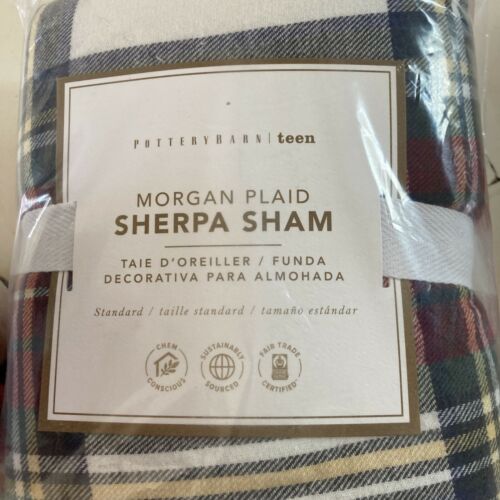 POTTERYBARN | teen
MORGAN PLAID
SHERPA SHAM
TAIE D'OREILLER / FUNDA
DECORATIVA PARA ALMOHADA
Standard / taille standard / tamaño estándar
CHEM CONSCIOUS
SUSTAINABLY SOURCED
FAIR TRADE CERTIFIED™